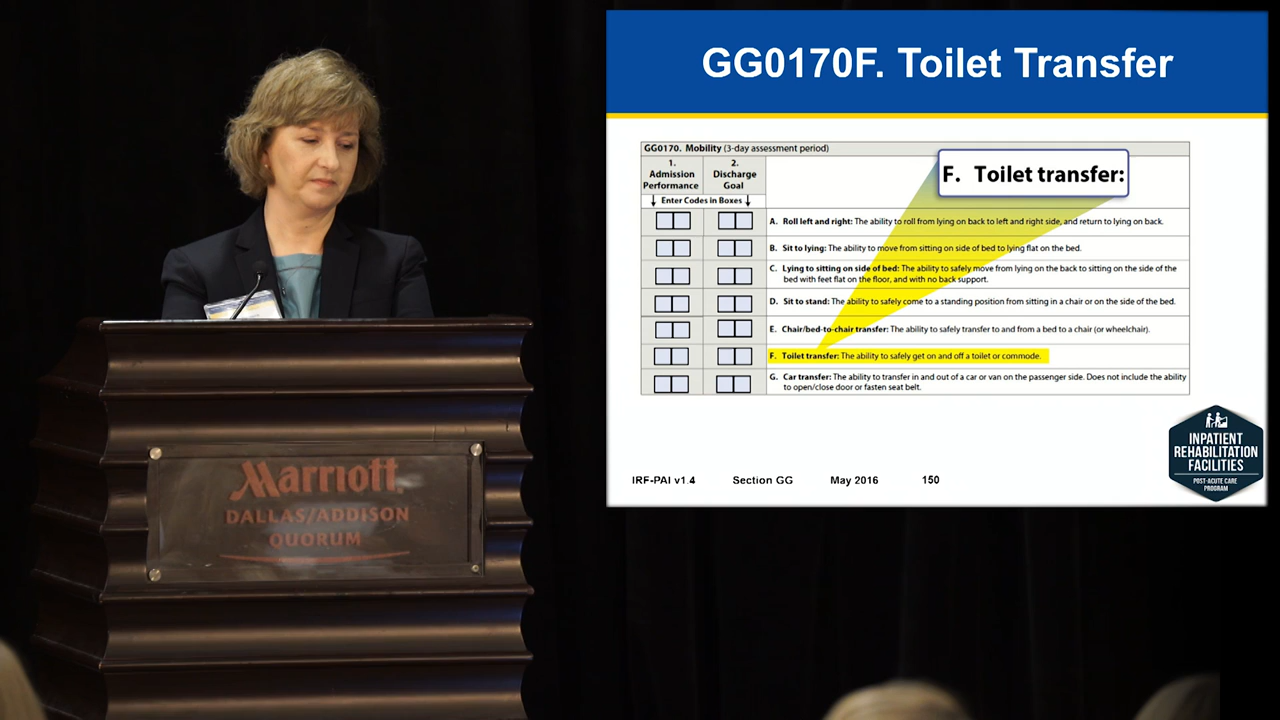 GG0170F. Toilet Transfer
GG0170. Mobility (3-day assessment period)
1.
Admission
Performance
2.
Discharge
Goal
Enter Codes in Boxes
F. Toilet transfer:
A. Roll left and right: The ability to roll from lying on back to left and right side, and return to lying on back.
B. Sit to lying: The ability to move from sitting on side of bed to lying flat on the bed.
C. Lying to sitting on side of bed: The ability to safely move from lying on the back to sitting on the side of the
bed with feet flat on the floor, and with no back support.
D. Sit to stand: The ability to safely come to a standing position from sitting in a chair or on the side of the bed.
E. Chair/bed-to-chair transfer: The ability to safely transfer to and from a bed to a chair (or wheelchair).
F. Toilet transfer: The ability to safely get on and off a toilet or commode.
G. Car transfer: The ability to transfer in and out of a car or van on the passenger side. Does not include the ability
to open/close door or fasten seat belt.
INPATIENT
REHABILITATION
FACILITIES
POST-ACUTE CARE
PROGRAM
IRF-PAI v1.4 Section GG May 2016 150
Marriott
DALLAS/ADDISON
QUORUM